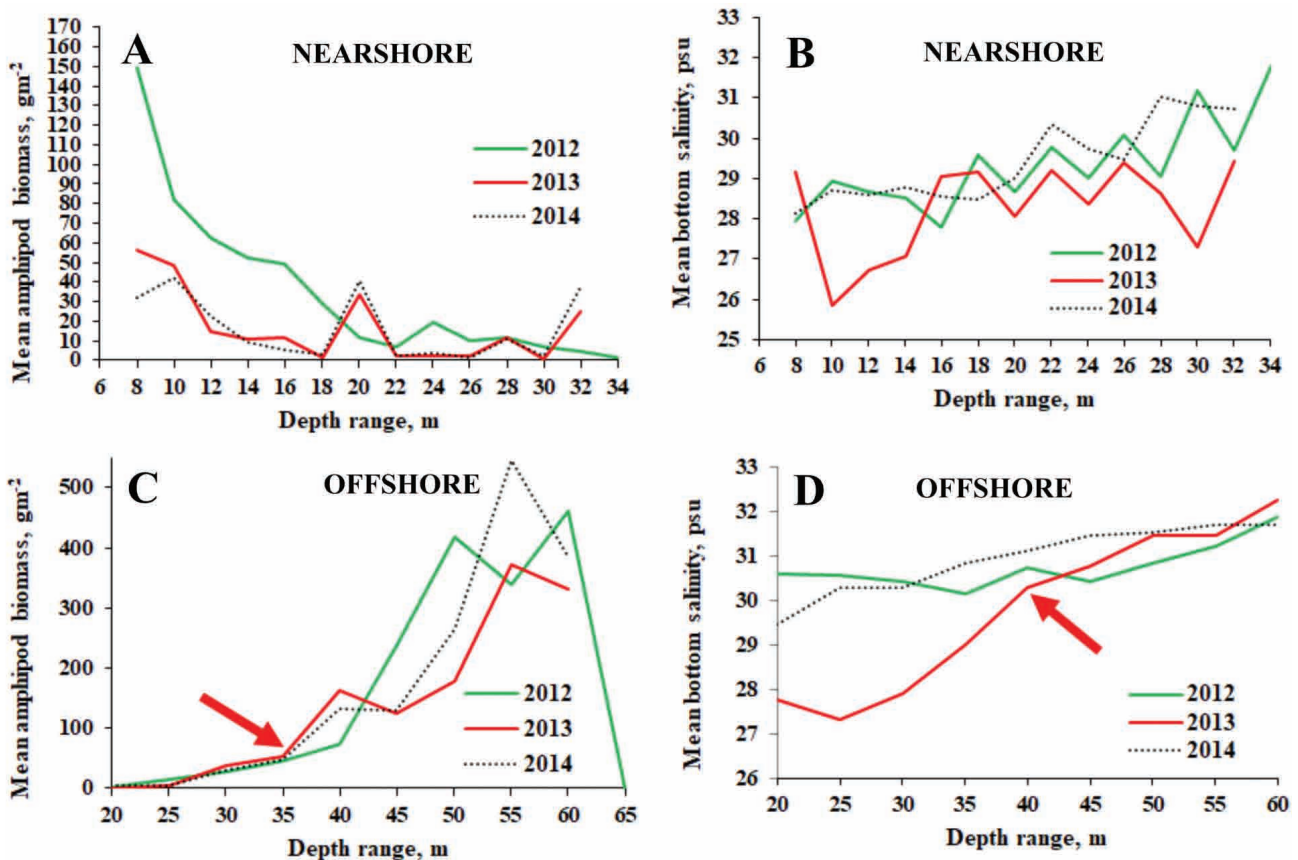 A
NEARSHORE
Mean amphipod biomass, gm-2
170
160
150
140
130
120
110
100
90
80
70
60
50
40
30
20
10
0
2012
2013
2014
6 8 10 12 14 16 18 20 22 24 26 28 30 32 34
Depth range, m
B
NEARSHORE
Mean bottom salinity, psu
33
32
31
30
29
28
27
26
25
2012
2013
2014
6 8 10 12 14 16 18 20 22 24 26 28 30 32 34
Depth range, m
C
OFFSHORE
Mean amphipod biomass, gm-2
500
400
300
200
100
0
2012
2013
2014
20 25 30 35 40 45 50 55 60 65
Depth range, m
D
OFFSHORE
Mean bottom salinity, psu
33
32
31
30
29
28
27
26
2012
2013
2014
20 25 30 35 40 45 50 55 60
Depth range, m